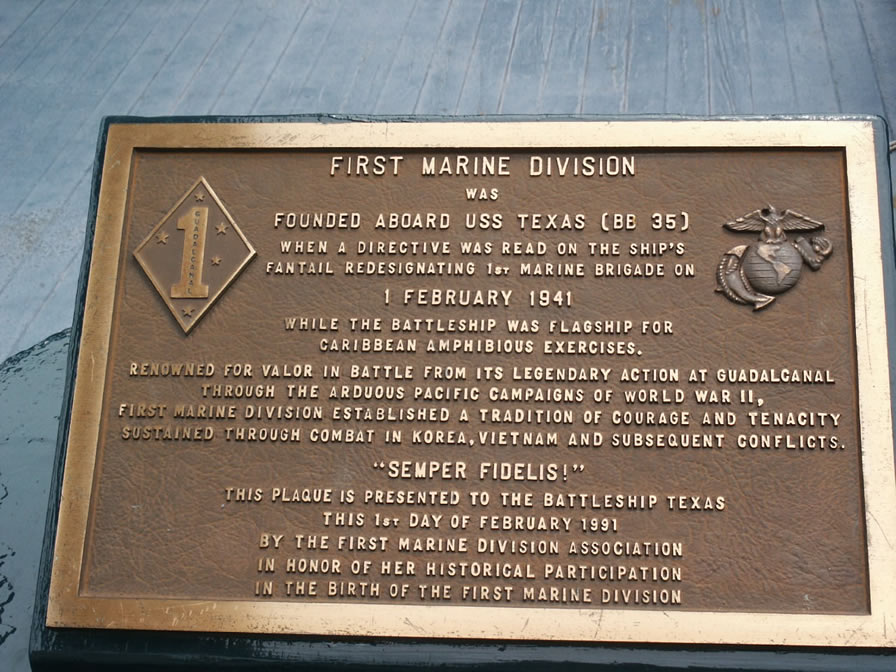 FIRST MARINE DIVISION
WAS
FOUNDED ABOARD USS TEXAS (BB 35)
WHEN A DIRECTIVE WAS READ ON THE SHIP'S
FANTAIL REDESIGNATING 1ST MARINE BRIGADE ON
1 FEBRUARY 1941
WHILE THE BATTLESHIP WAS FLAGSHIP FOR
CARIBBEAN AMPHIBIOUS EXERCISES.
RENOWNED FOR VALOR IN BATTLE FROM ITS LEGENDARY ACTION AT GUADALCANAL
THROUGH THE ARDUOUS PACIFIC CAMPAIGNS OF WORLD WAR II,
FIRST MARINE DIVISION ESTABLISHED A TRADITION OF COURAGE AND TENACITY
SUSTAINED THROUGH COMBAT IN KOREA, VIETNAM AND SUBSEQUENT CONFLICTS.
"SEMPER FIDELIS!"
THIS PLAQUE IS PRESENTED TO THE BATTLESHIP TEXAS
THIS 1ST DAY OF FEBRUARY 1991
BY THE FIRST MARINE DIVISION ASSOCIATION
IN HONOR OF HER HISTORICAL PARTICIPATION
IN THE BIRTH OF THE FIRST MARINE DIVISION
1
GUADALCANAL